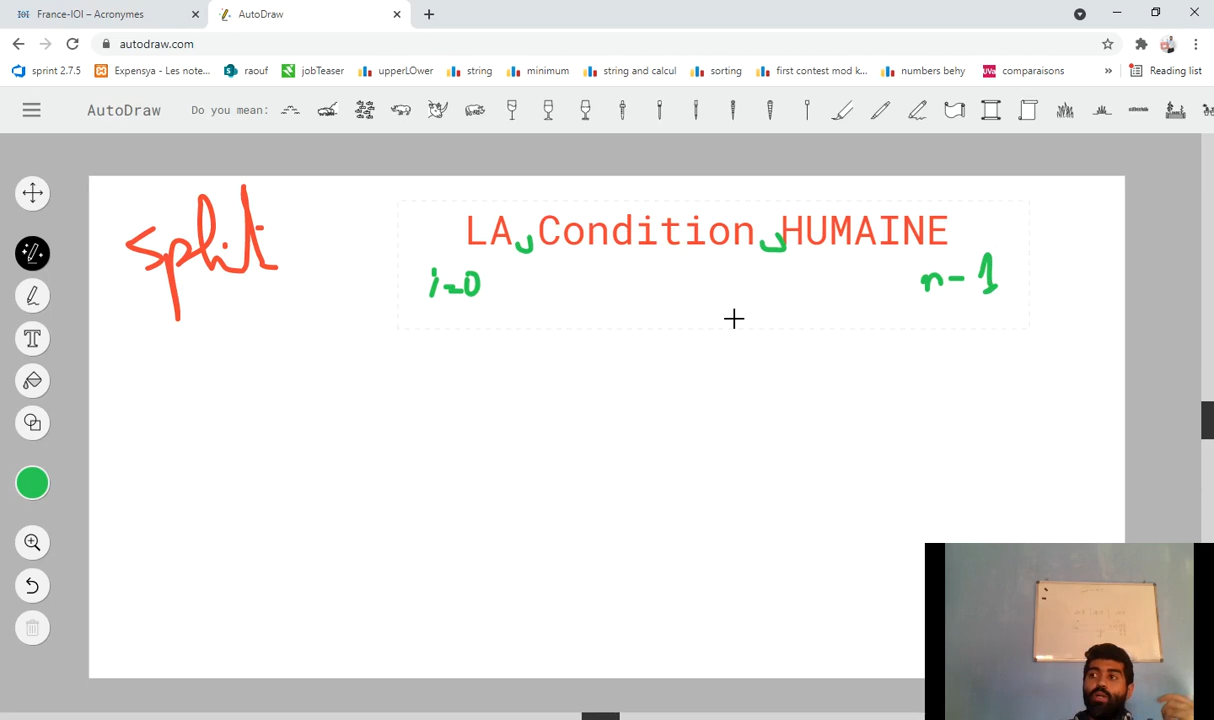 France-IOI – Acronymes
AutoDraw
autodraw.com
sprint 2.7.5
Expensya - Les note...
raouf
jobTeaser
upperLOwer
string
minimum
string and calcul
sorting
first contest mod k...
numbers behy
comparaisons
»
Reading list
AutoDraw
Do you mean:
split
LA Condition HUMAINE
i=0
n-1